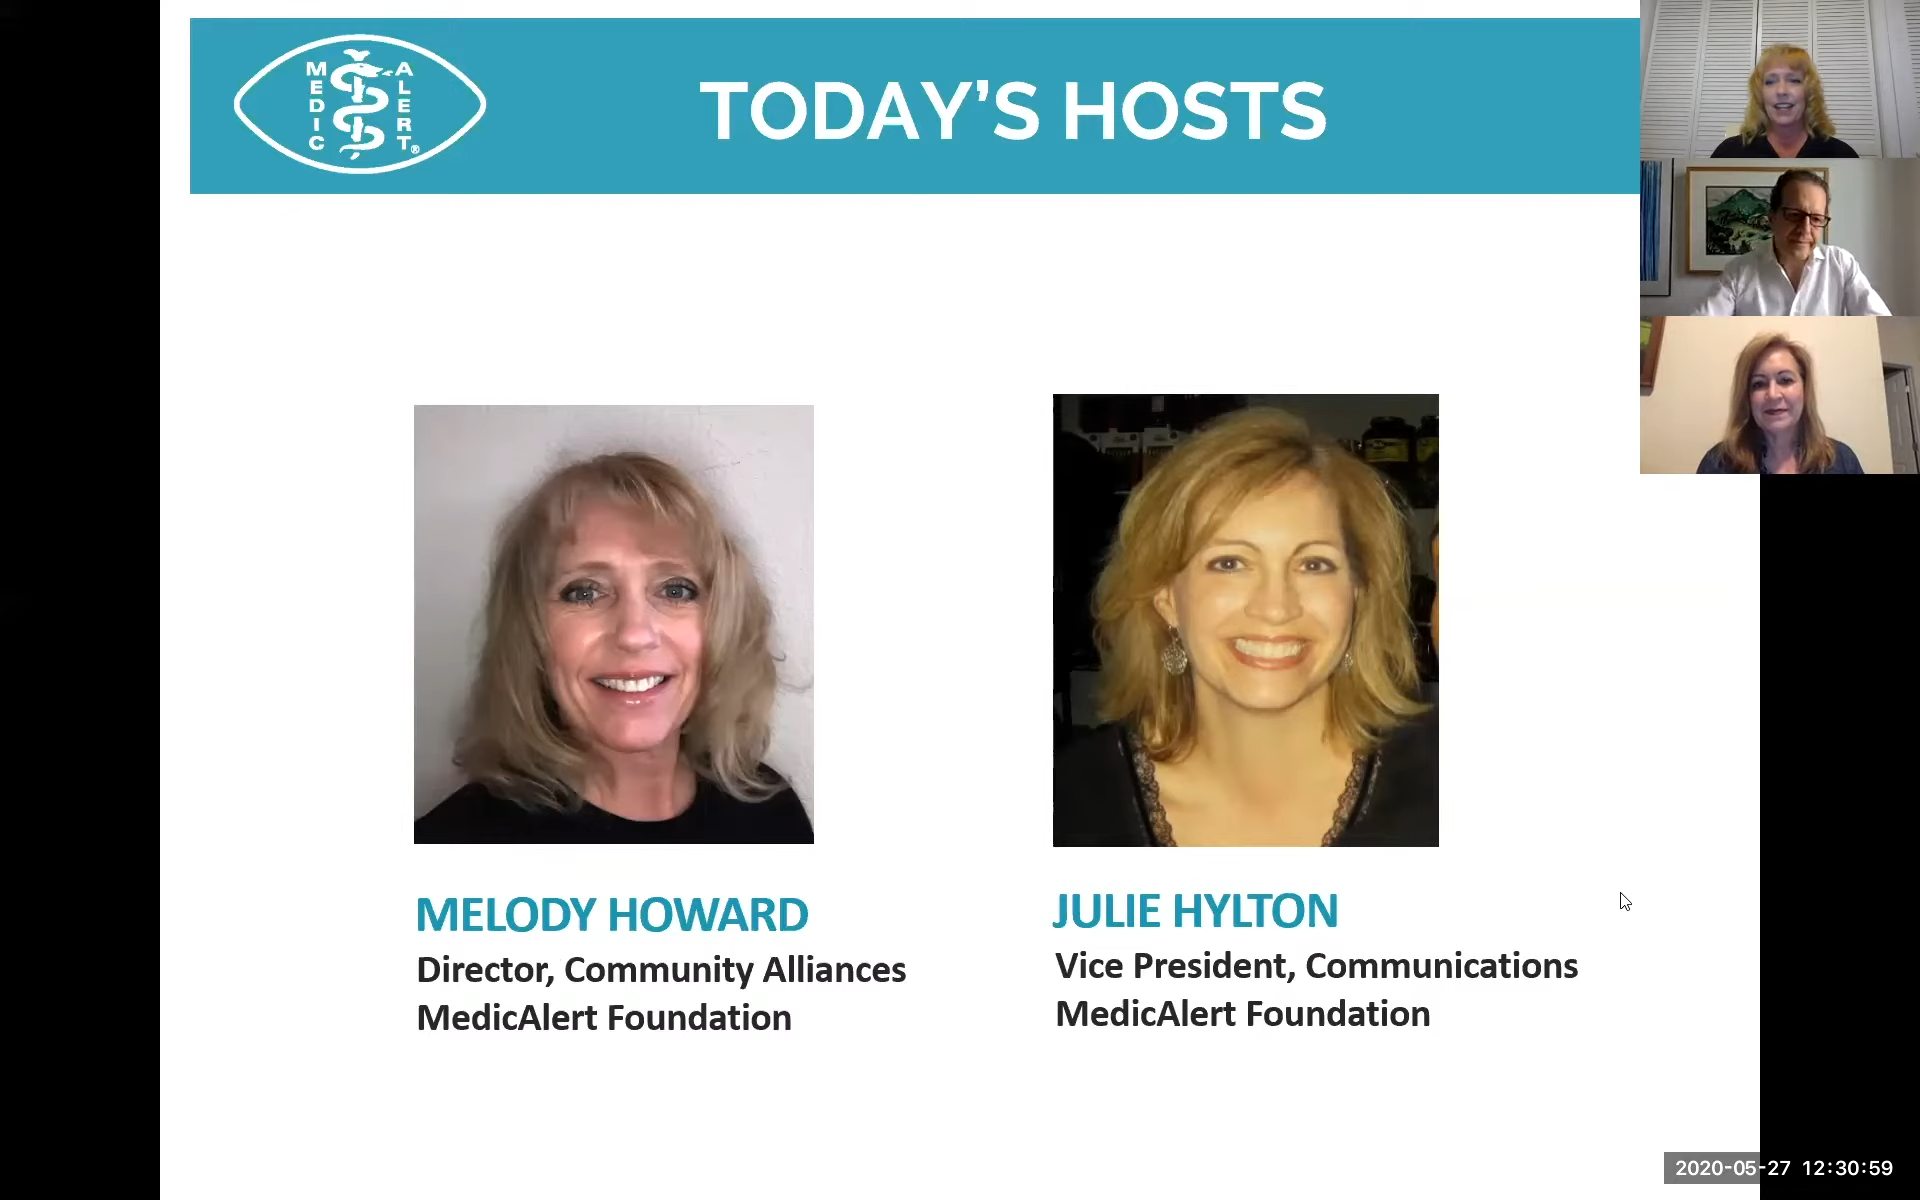 MEDIC ALERT®
TODAY'S HOSTS
MELODY HOWARD
Director, Community Alliances
MedicAlert Foundation
JULIE HYLTON
Vice President, Communications
MedicAlert Foundation
2020-05-27 12:30:59